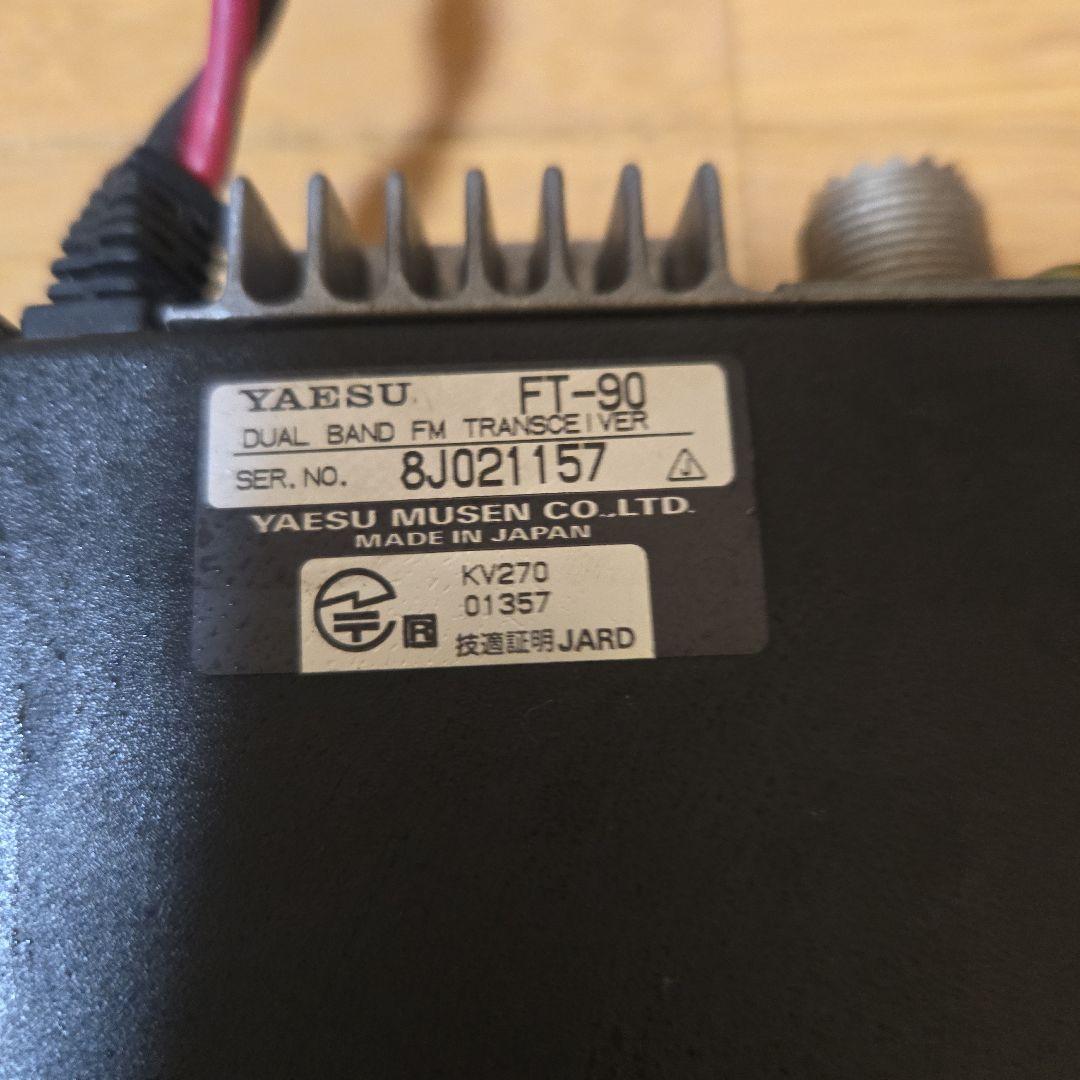 YAESU FT-90
DUAL BAND FM TRANSCEIVER
SER. NO. 8J021157 J
YAESU MUSEN CO.,LTD.
MADE IN JAPAN
KV270
01357
R 技適証明JARD